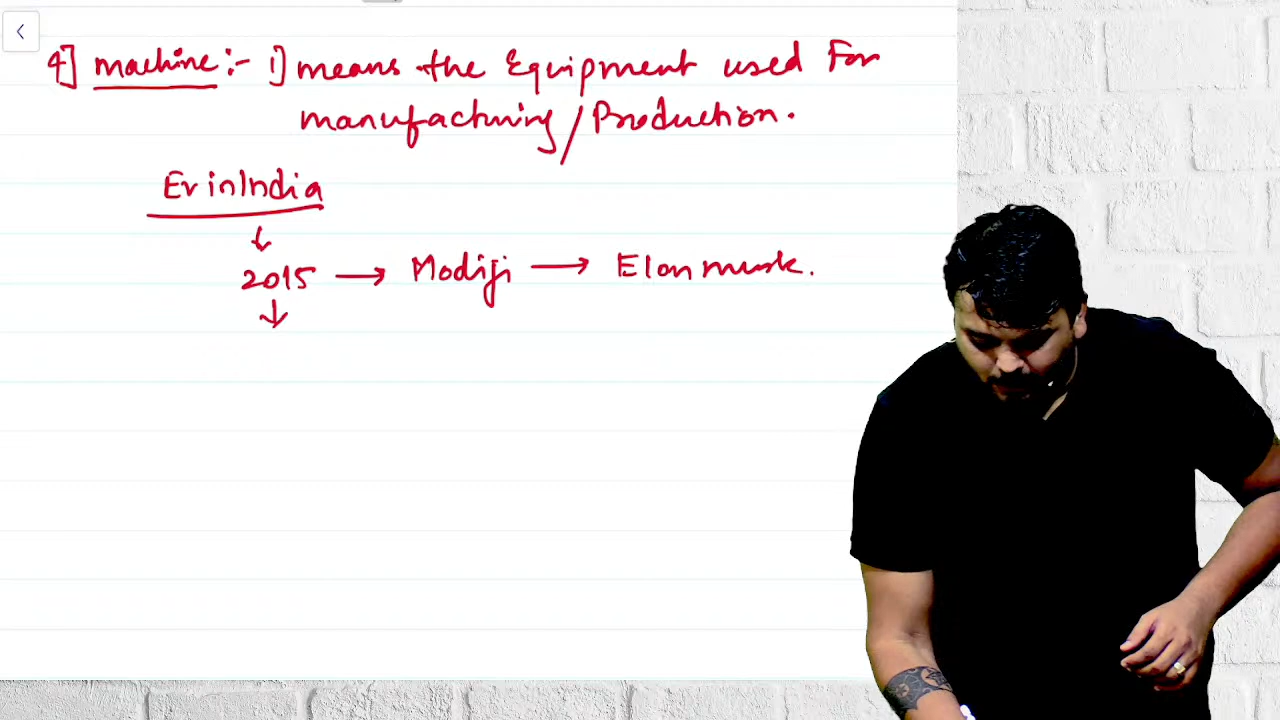 4] machine :- 1] means the Equipment used For
manufacturing / Production.
Ev in India
↓
2015 → Modiji → Elon musk.
↓